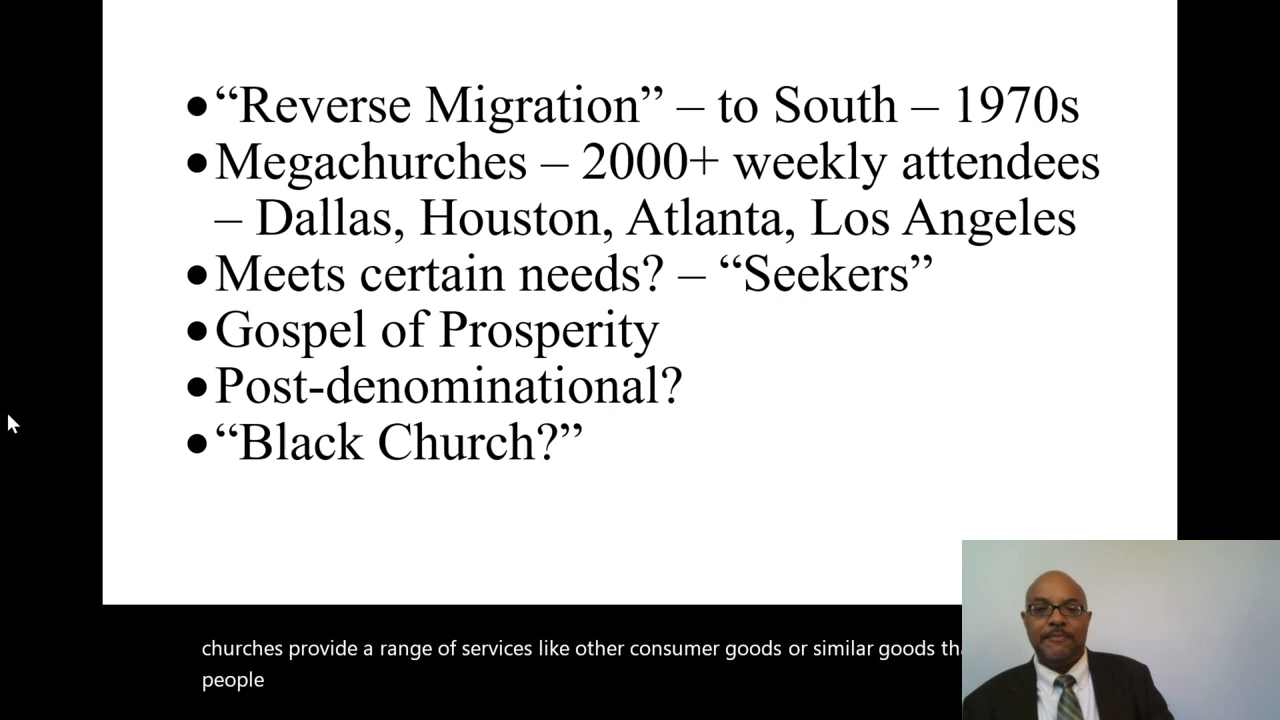 •“Reverse Migration” – to South – 1970s
•Megachurches – 2000+ weekly attendees
– Dallas, Houston, Atlanta, Los Angeles
•Meets certain needs? – “Seekers”
•Gospel of Prosperity
•Post-denominational?
•“Black Church?”
churches provide a range of services like other consumer goods or similar goods
people